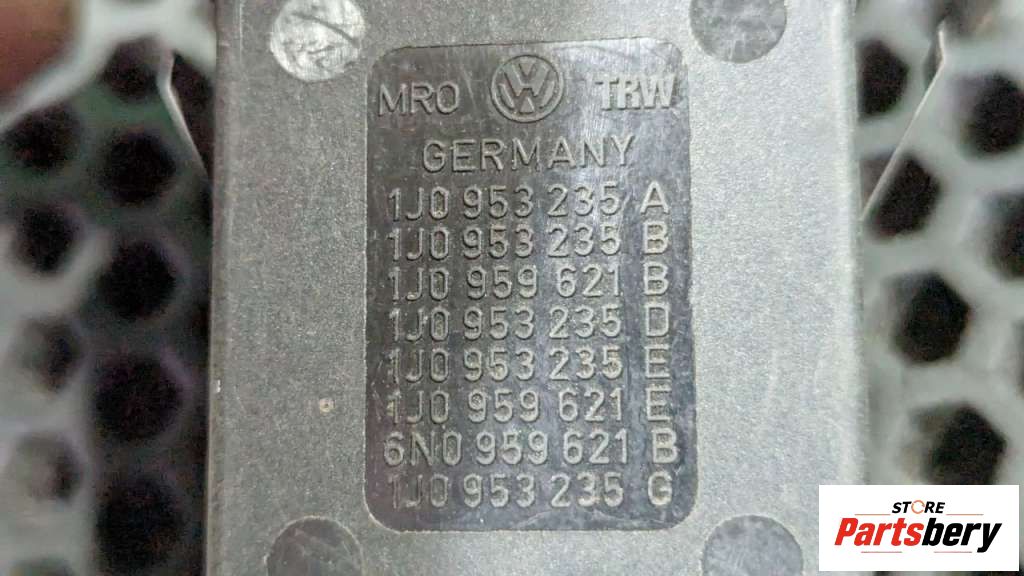 MRO VW TRW
GERMANY
1J0 953 235 A
1J0 953 235 B
1J0 959 621 B
1J0 953 235 D
1J0 953 235 E
1J0 959 621 E
6N0 959 621 B
1J0 953 235 G
STORE
Partsbery